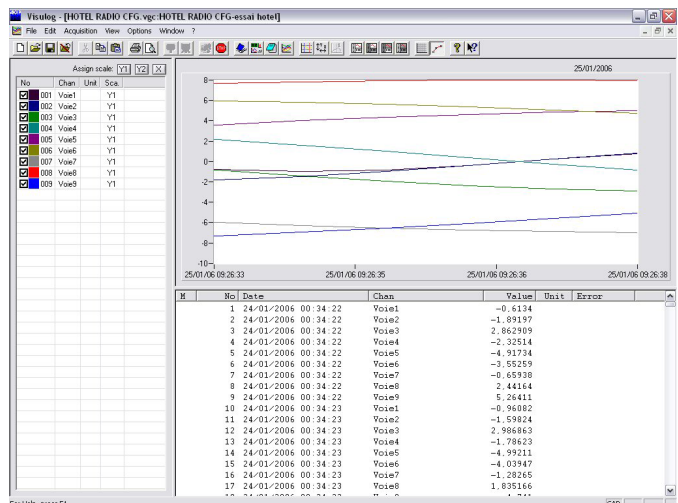 Visulog - [HOTEL RADIO CFG.vgc:HOTEL RADIO CFG-essai hotel]
File Edit Acquisition View Options Window ?
Assign scale: Y1 Y2 X
No Chan Unit Sca.
001 Voie1 Y1
002 Voie2 Y1
003 Voie3 Y1
004 Voie4 Y1
005 Voie5 Y1
006 Voie6 Y1
007 Voie7 Y1
008 Voie8 Y1
009 Voie9 Y1
25/01/2006
8
6
4
2
0
-2
-4
-6
-8
-10
25/01/06 09:26:33 25/01/06 09:26:35 25/01/06 09:26:36 25/01/06 09:26:38
M No Date Chan Value Unit Error
1 24/01/2006 00:34:22 Voie1 -0,6134
2 24/01/2006 00:34:22 Voie2 -1,89197
3 24/01/2006 00:34:22 Voie3 2,862909
4 24/01/2006 00:34:22 Voie4 -2,32514
5 24/01/2006 00:34:22 Voie5 -4,91734
6 24/01/2006 00:34:22 Voie6 -3,55259
7 24/01/2006 00:34:22 Voie7 -0,65938
8 24/01/2006 00:34:22 Voie8 2,44164
9 24/01/2006 00:34:22 Voie9 5,26411
10 24/01/2006 00:34:23 Voie1 -0,96082
11 24/01/2006 00:34:23 Voie2 -1,59824
12 24/01/2006 00:34:23 Voie3 2,986863
13 24/01/2006 00:34:23 Voie4 -1,78623
14 24/01/2006 00:34:23 Voie5 -4,99211
15 24/01/2006 00:34:23 Voie6 -4,03947
16 24/01/2006 00:34:23 Voie7 -1,28265
17 24/01/2006 00:34:23 Voie8 1,835166